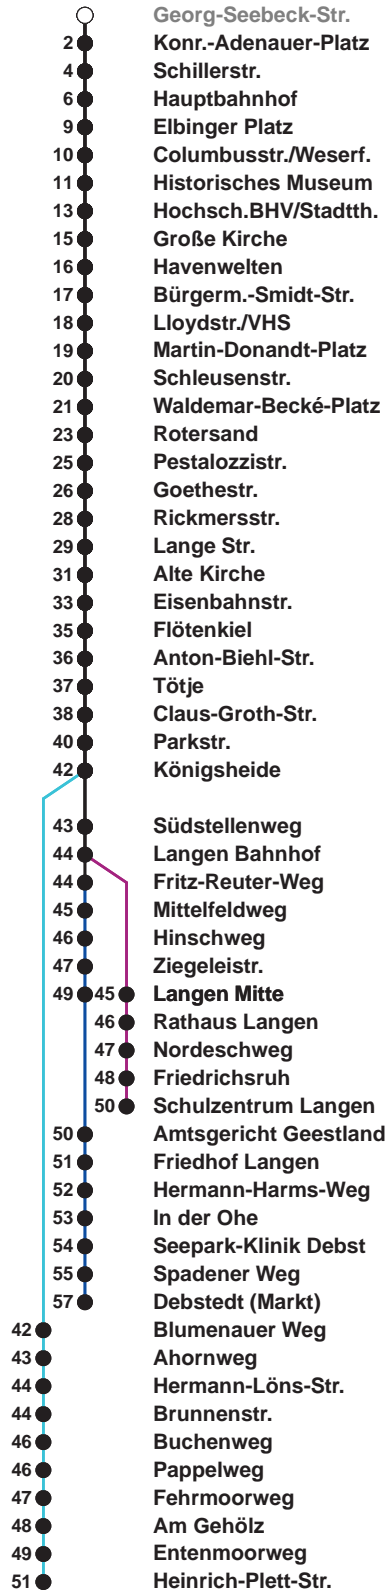 Georg-Seebeck-Str.
2 Konr.-Adenauer-Platz
4 Schillerstr.
6 Hauptbahnhof
9 Elbinger Platz
10 Columbusstr./Weserf.
11 Historisches Museum
13 Hochsch.BHV/Stadtth.
15 Große Kirche
16 Havenwelten
17 Bürgerm.-Smidt-Str.
18 Lloydstr./VHS
19 Martin-Donandt-Platz
20 Schleusenstr.
21 Waldemar-Becké-Platz
23 Rotersand
25 Pestalozzistr.
26 Goethestr.
28 Rickmersstr.
29 Lange Str.
31 Alte Kirche
33 Eisenbahnstr.
35 Flötenkiel
36 Anton-Biehl-Str.
37 Tötje
38 Claus-Groth-Str.
40 Parkstr.
42 Königsheide
43 Südstellenweg
44 Langen Bahnhof
44 Fritz-Reuter-Weg
45 Mittelfeldweg
46 Hinschweg
47 Ziegeleistr.
49 45 Langen Mitte
46 Rathaus Langen
47 Nordeschweg
48 Friedrichsruh
50 Schulzentrum Langen
50 Amtsgericht Geestland
51 Friedhof Langen
52 Hermann-Harms-Weg
53 In der Ohe
54 Seepark-Klinik Debst
55 Spadener Weg
57 Debstedt (Markt)
42 Blumenauer Weg
43 Ahornweg
44 Hermann-Löns-Str.
44 Brunnenstr.
46 Buchenweg
46 Pappelweg
47 Fehrmoorweg
48 Am Gehölz
49 Entenmoorweg
51 Heinrich-Plett-Str.